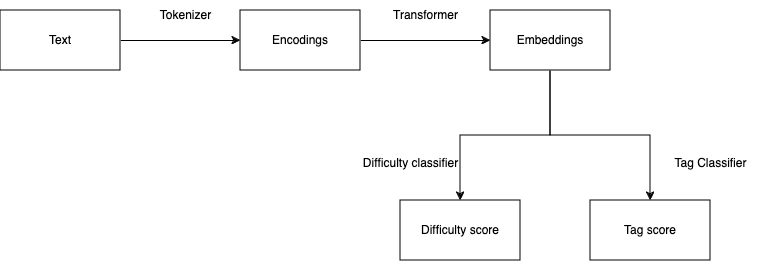 Tokenizer
Transformer
Text
Encodings
Embeddings
Difficulty classifier
Tag Classifier
Difficulty score
Tag score